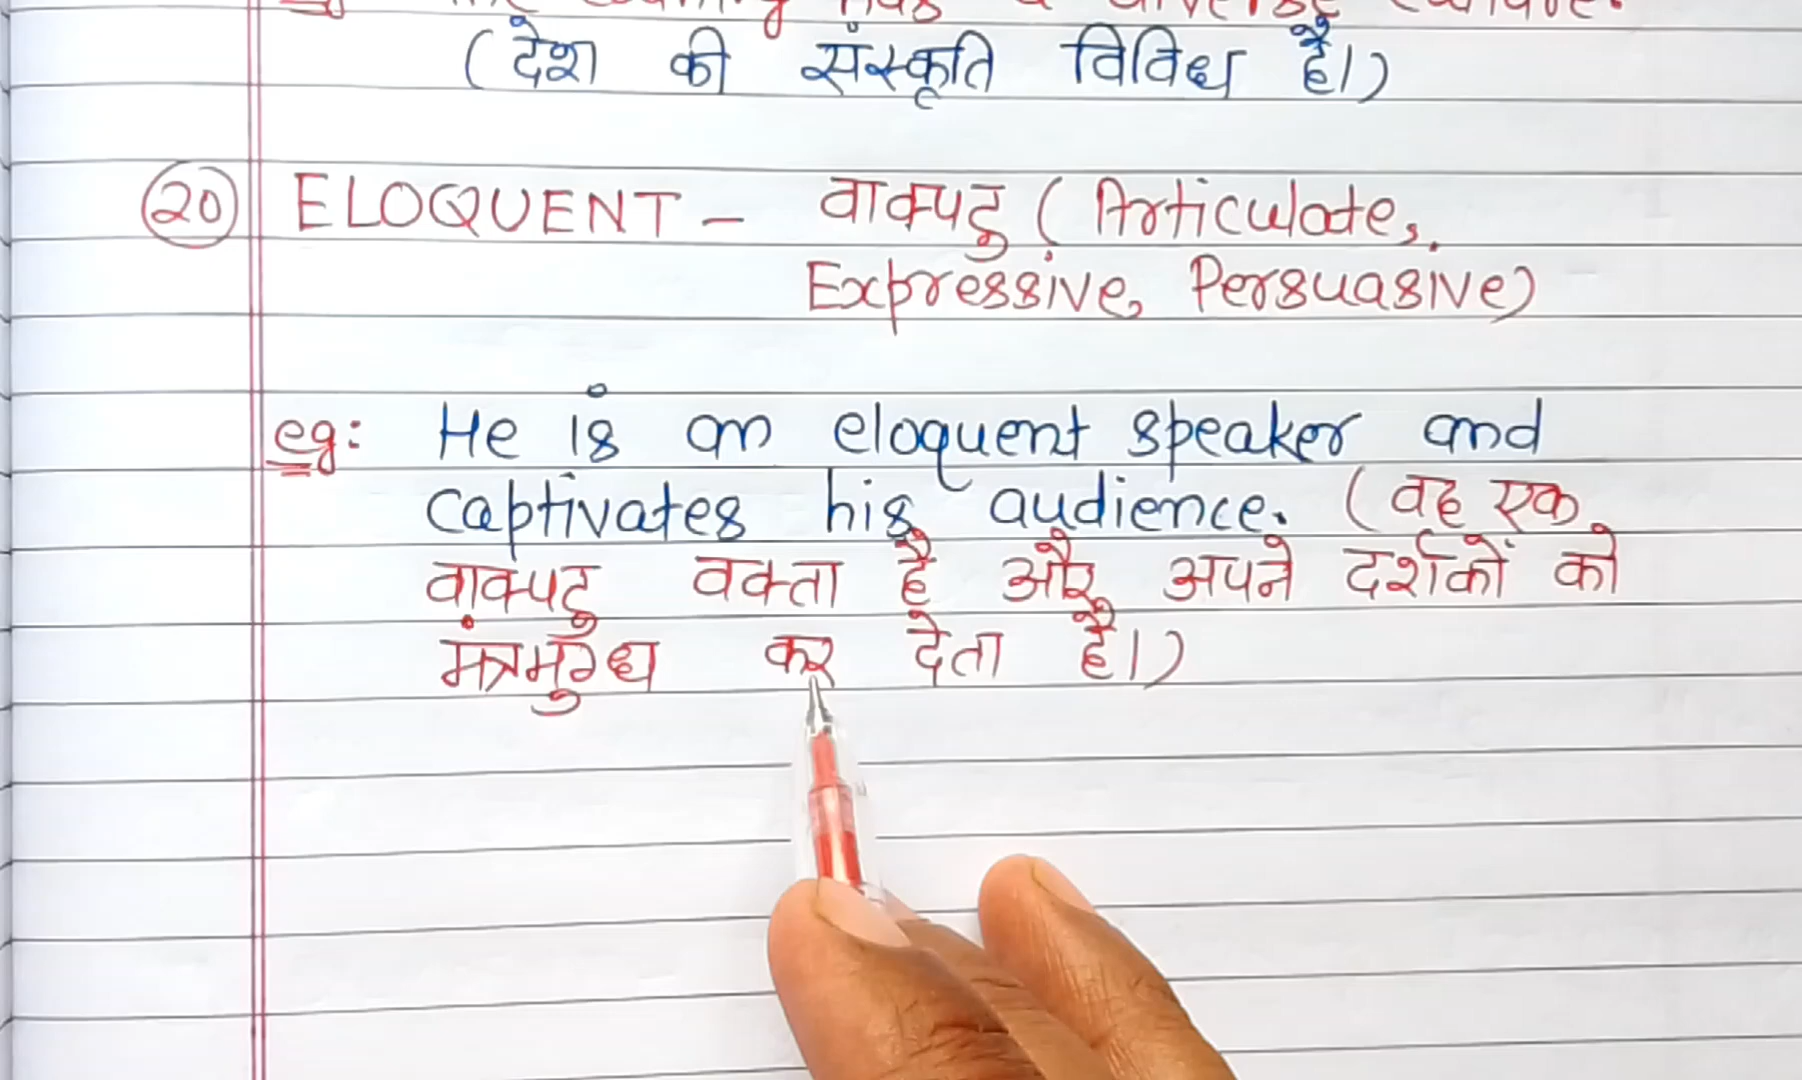 (देश की संस्कृति विविध है।)
20 ELOQUENT - वाक्पटु (Articulate,
Expressive, Persuasive)
eg: He is an eloquent speaker and
captivates his audience. (वह एक
वाक्पटु वक्ता है और अपने दर्शकों को
मंत्रमुग्ध कर देता है।)